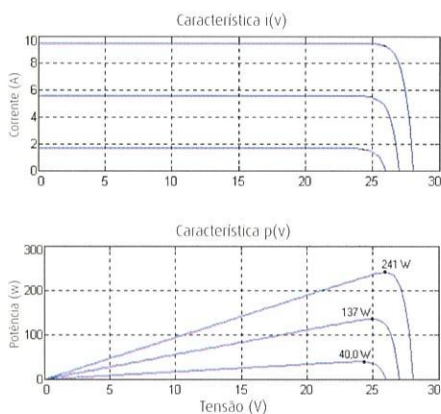 Característica i(v)
Corrente (A)
10
8
6
4
2
0
0 5 10 15 20 25 30
Característica p(v)
Potência (w)
300
200
100
0
241 W
137 W
40.0 W
0 5 10 15 20 25 30
Tensão (V)